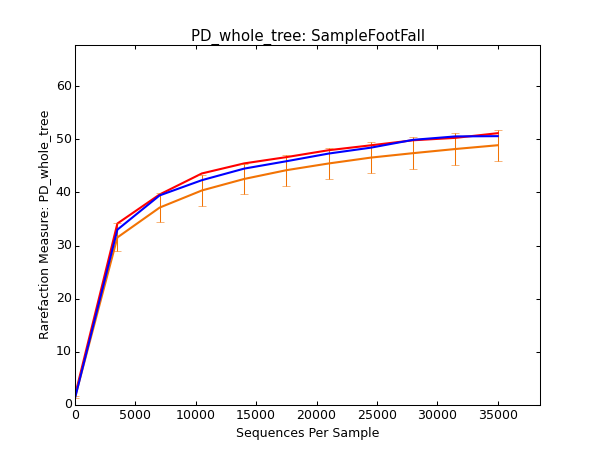 PD_whole_tree: SampleFootFall
Rarefaction Measure: PD_whole_tree
60
50
40
30
20
10
0
0 5000 10000 15000 20000 25000 30000 35000
Sequences Per Sample